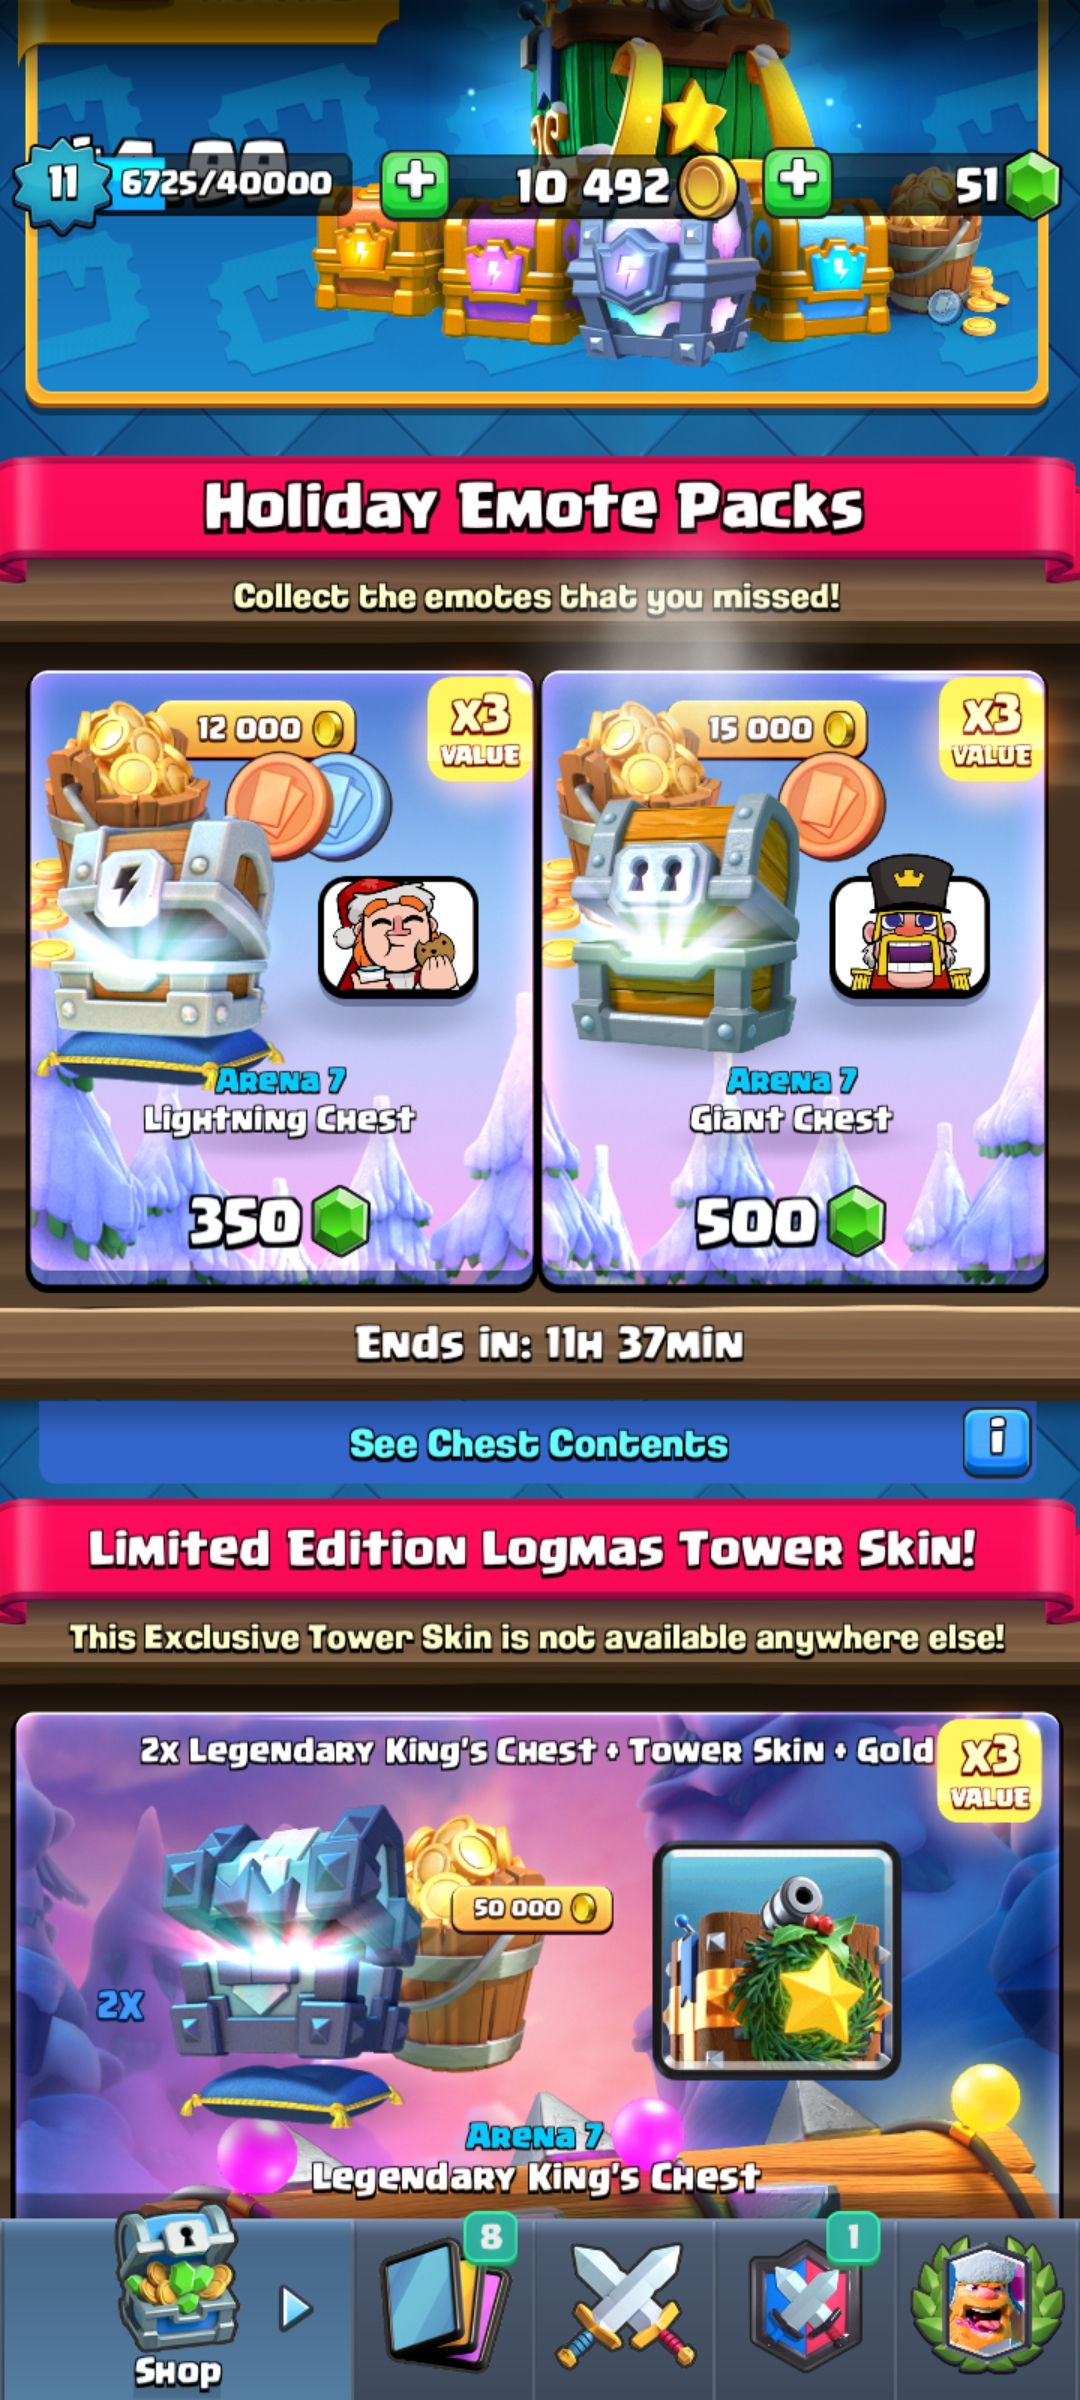 11
6725/40000
10 492
51
Holiday Emote Packs
Collect the emotes that you missed!
12 000
x3
VALUE
15 000
x3
VALUE
Arena 7
Lightning Chest
350
Arena 7
Giant Chest
500
Ends in: 11h 37min
See Chest Contents
i
Limited Edition Logmas Tower Skin!
This Exclusive Tower Skin is not available anywhere else!
2x Legendary King's Chest + Tower Skin + Gold
x3
VALUE
50 000
2X
Arena 7
Legendary King's Chest
8
1
Shop